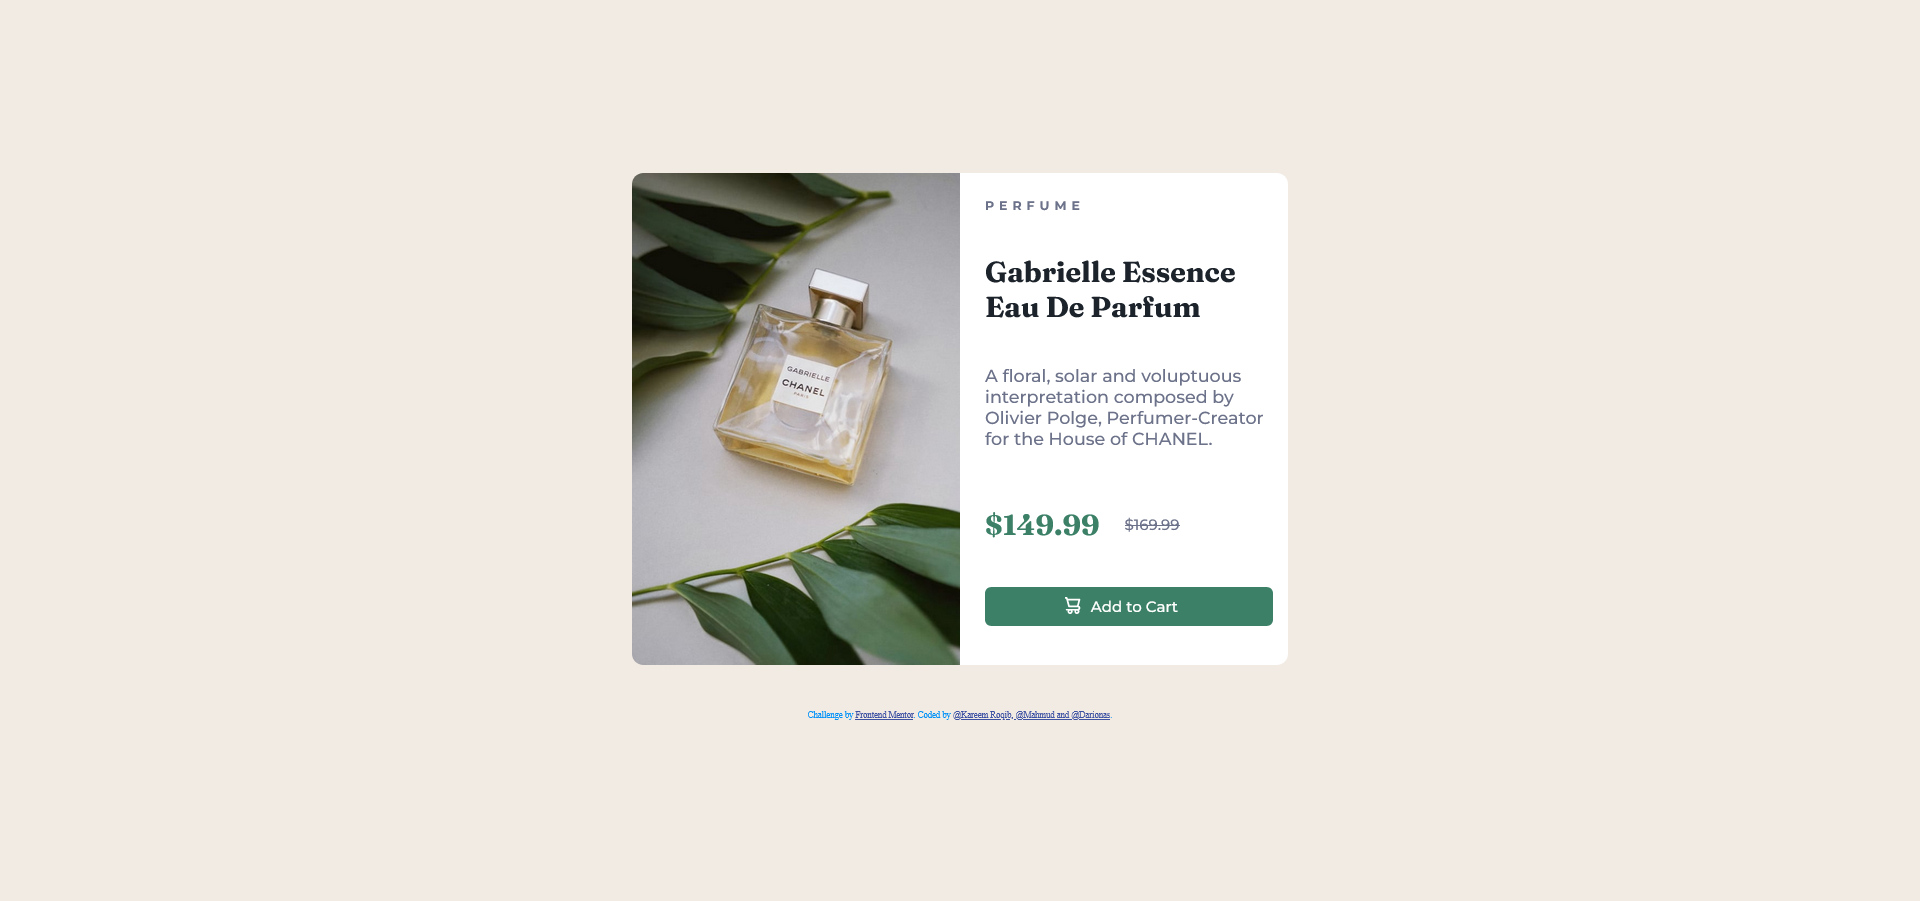 PERFUME
Gabrielle Essence
Eau De Parfum
A floral, solar and voluptuous
interpretation composed by
Olivier Polge, Perfumer-Creator
for the House of CHANEL.
$149.99 $169.99
Add to Cart
GABRIELLE
CHANEL
PARIS
Challenge by Frontend Mentor. Coded by @Kareem Roqib, @Mahmud and @Darionas.